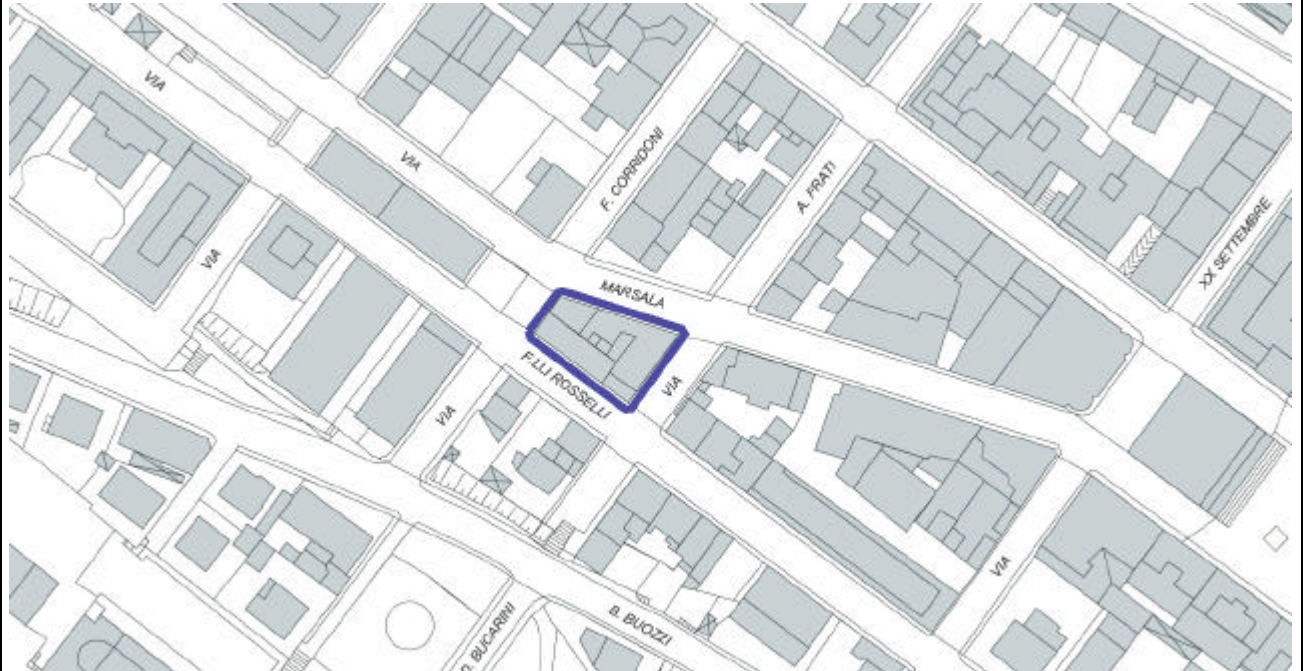 VIA
VIA
F. CORRIDONI
A. FRATI
XX SETTEMBRE
VIA
MARSALA
F.LLI ROSSELLI
VIA
VIA
VIA
B. BUOZZI
BUCARINI